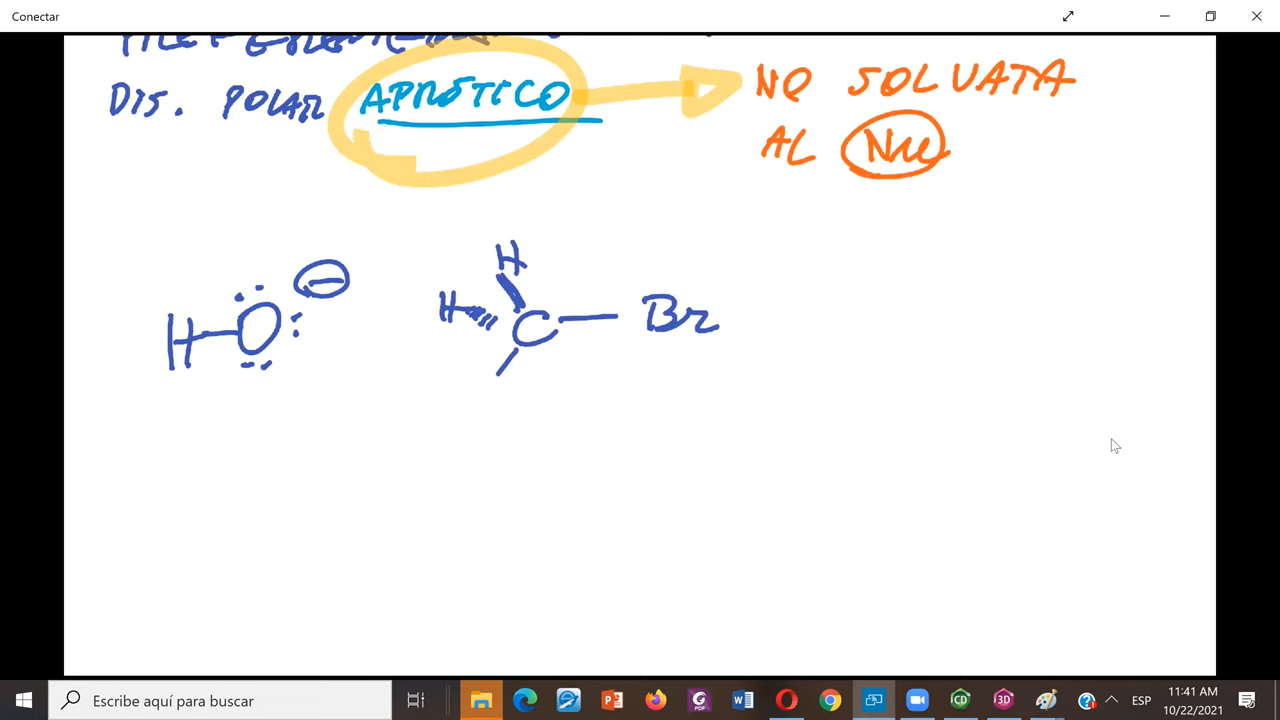 Conectar
DIS. POLAR APRÓTICO
NO SOLVATA
AL Nu
H
H C Br
H-O
Escribe aquí para buscar
ESP
11:41 AM
10/22/2021